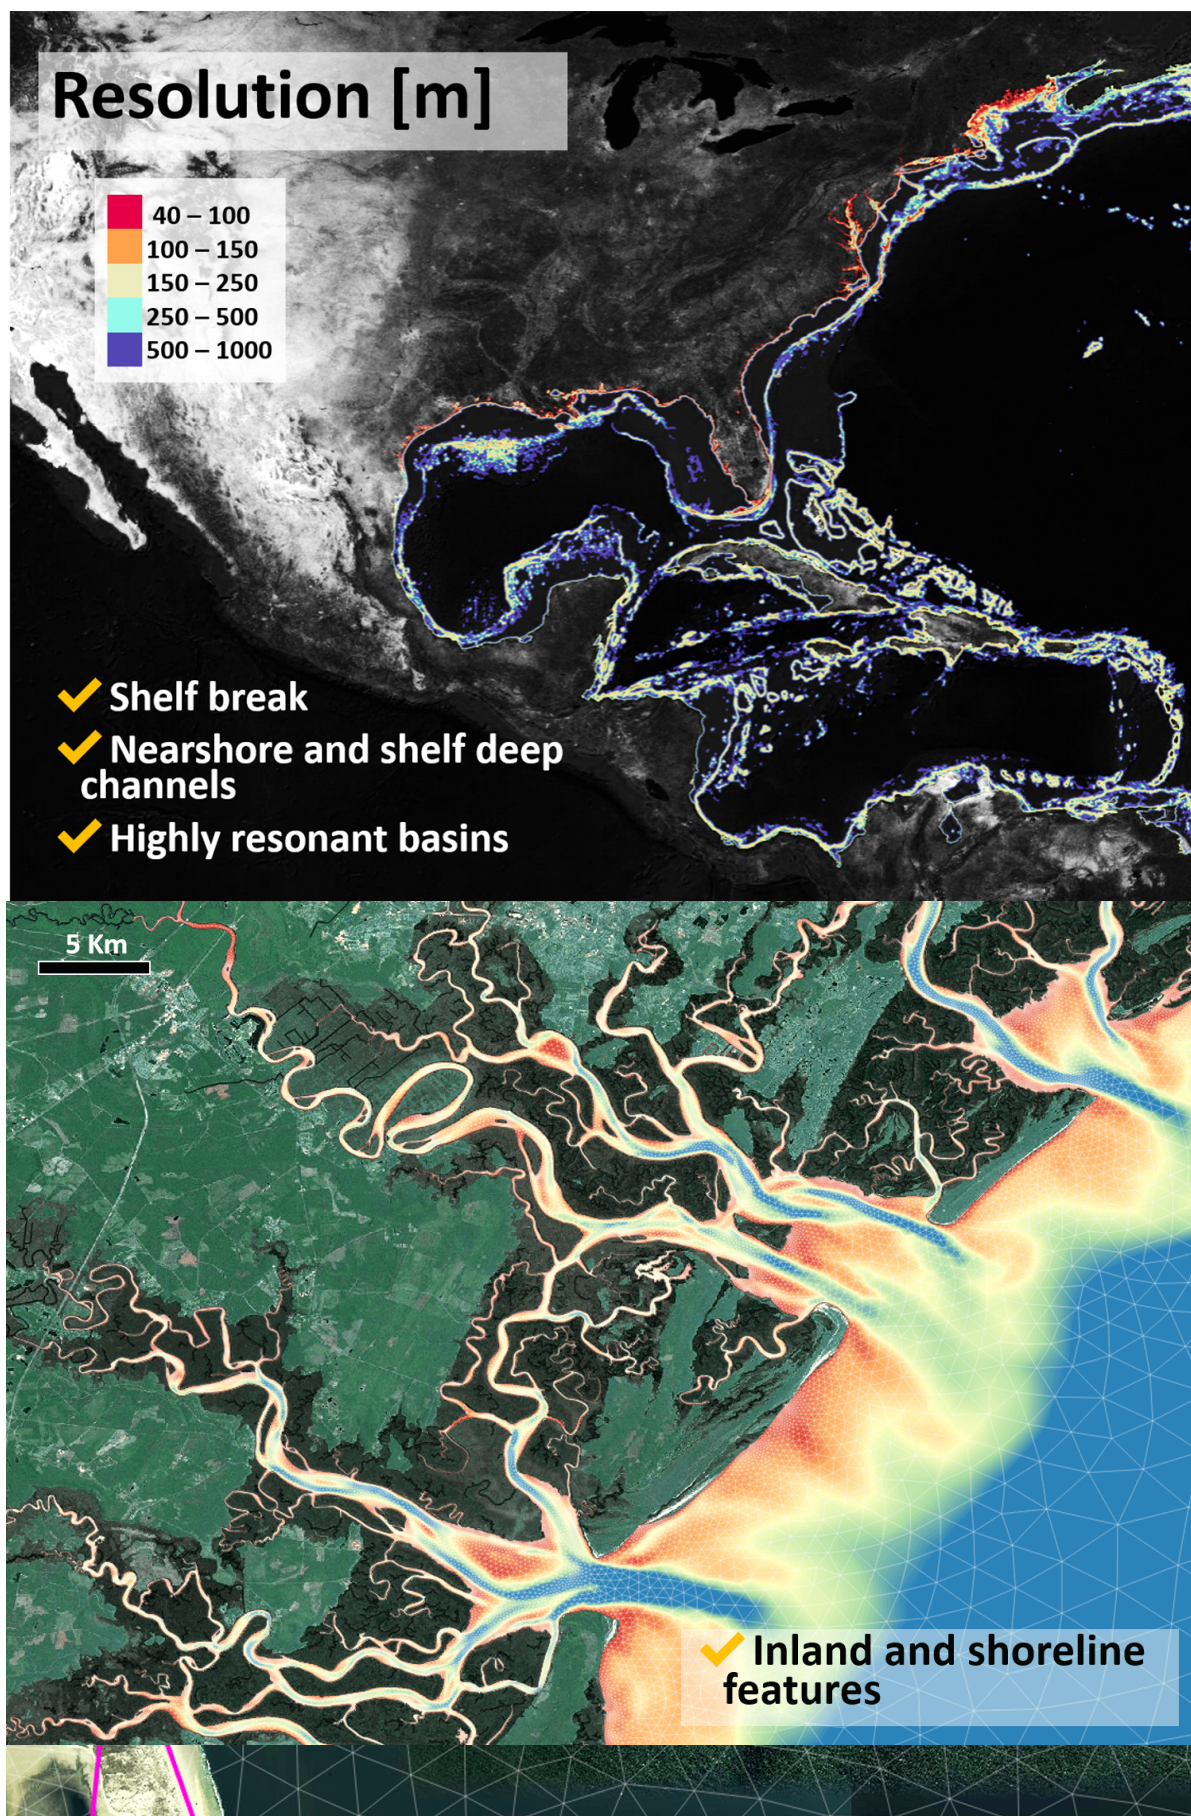 Resolution [m]
40 – 100
100 – 150
150 – 250
250 – 500
500 – 1000
Shelf break
Nearshore and shelf deep
channels
Highly resonant basins
5 Km
Inland and shoreline
features